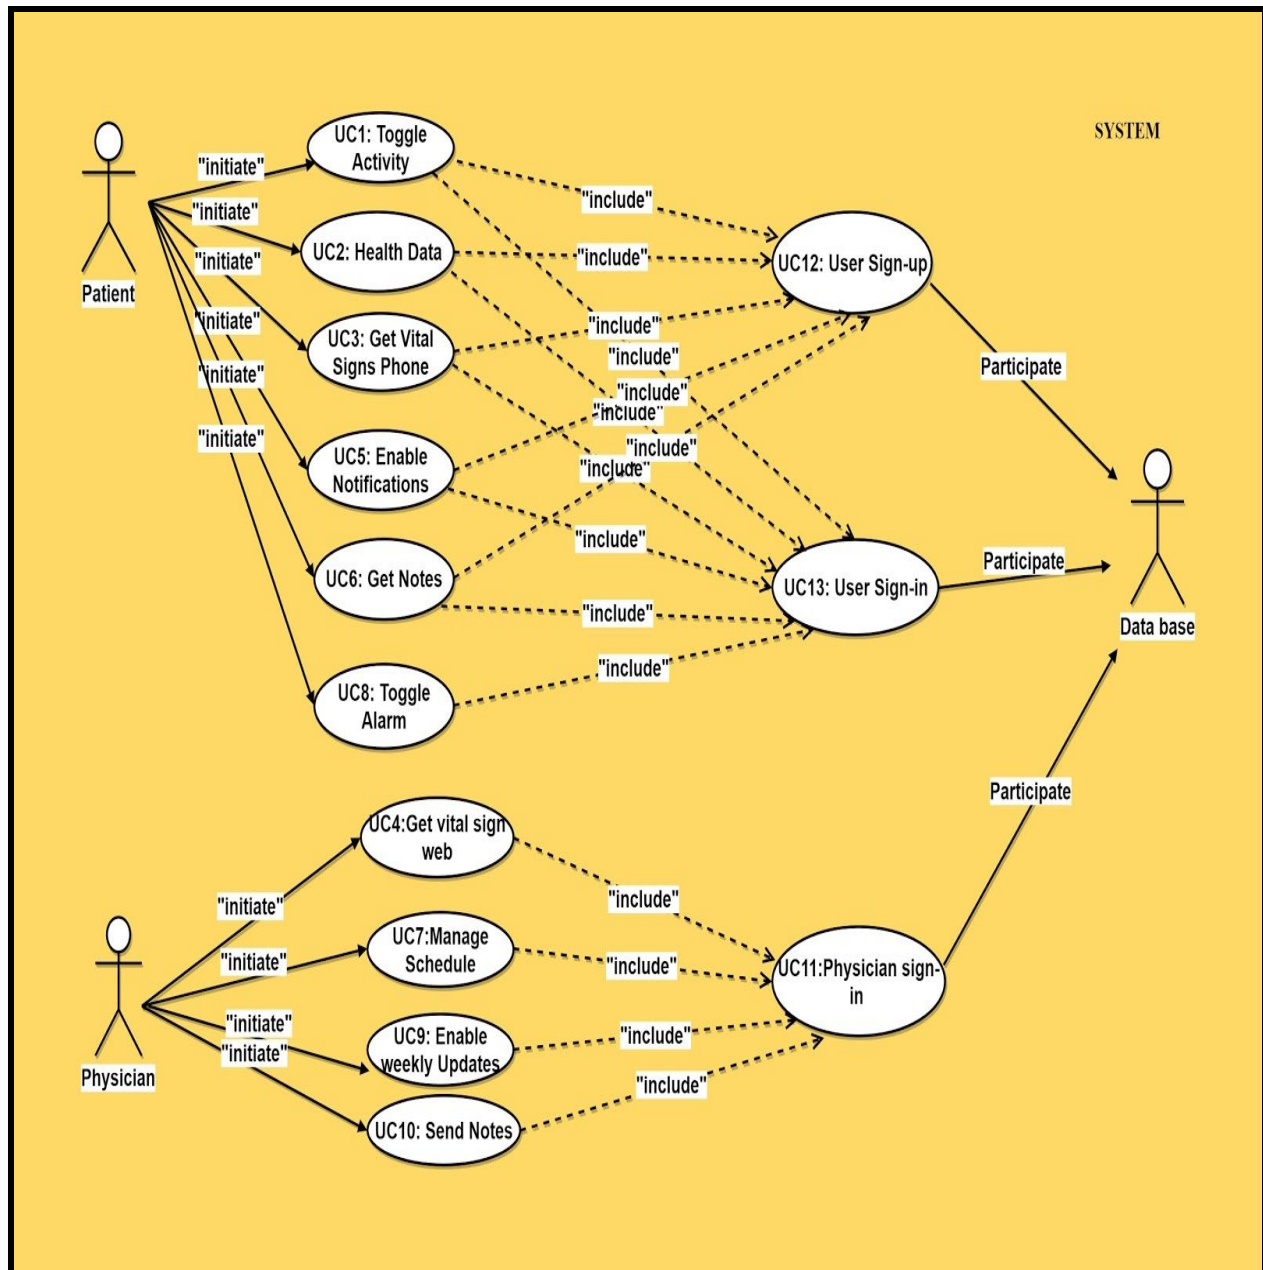 SYSTEM
UC1: Toggle
Activity
"initiate"
"include"
"initiate"
UC2: Health Data
"include"
UC12: User Sign-up
"initiate"
Patient
"initiate"
UC3: Get Vital
Signs Phone
"include"
"include"
Participate
"initiate"
"include"
"include"
"initiate"
"include"
UC5: Enable
Notifications
"include"
"include"
Participate
UC6: Get Notes
UC13: User Sign-in
"include"
Data base
"include"
UC8: Toggle
Alarm
Participate
UC4:Get vital sign
web
"include"
"initiate"
UC7:Manage
Schedule
"initiate"
"include"
UC11:Physician sign-
in
"initiate"
UC9: Enable
weekly Updates
"include"
"initiate"
Physician
"include"
UC10: Send Notes